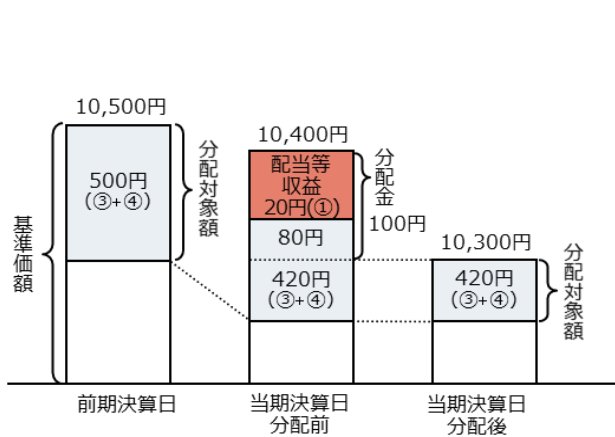 10,500円
500円
(③+④)
分配対象額
基準価額
10,400円
配当等
収益
20円(①)
80円
420円
(③+④)
分配金
100円
10,300円
420円
(③+④)
分配対象額
前期決算日
当期決算日
分配前
当期決算日
分配後